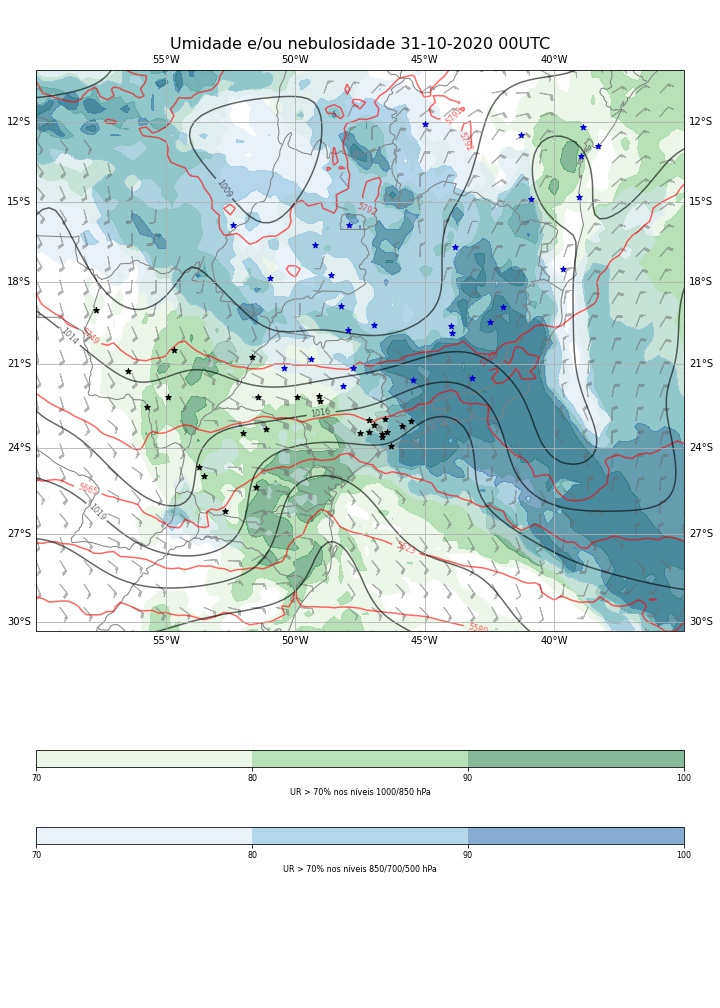 Umidade e/ou nebulosidade 31-10-2020 00UTC
55°W 50°W 45°W 40°W
12°S 12°S
15°S 15°S
18°S 18°S
21°S 21°S
24°S 24°S
27°S 27°S
30°S 30°S
5792
5792
1009
5792
1014
1016
5665
1019
5623
5580
55°W 50°W 45°W 40°W
70 80 90 100
UR > 70% nos níveis 1000/850 hPa
70 80 90 100
UR > 70% nos níveis 850/700/500 hPa